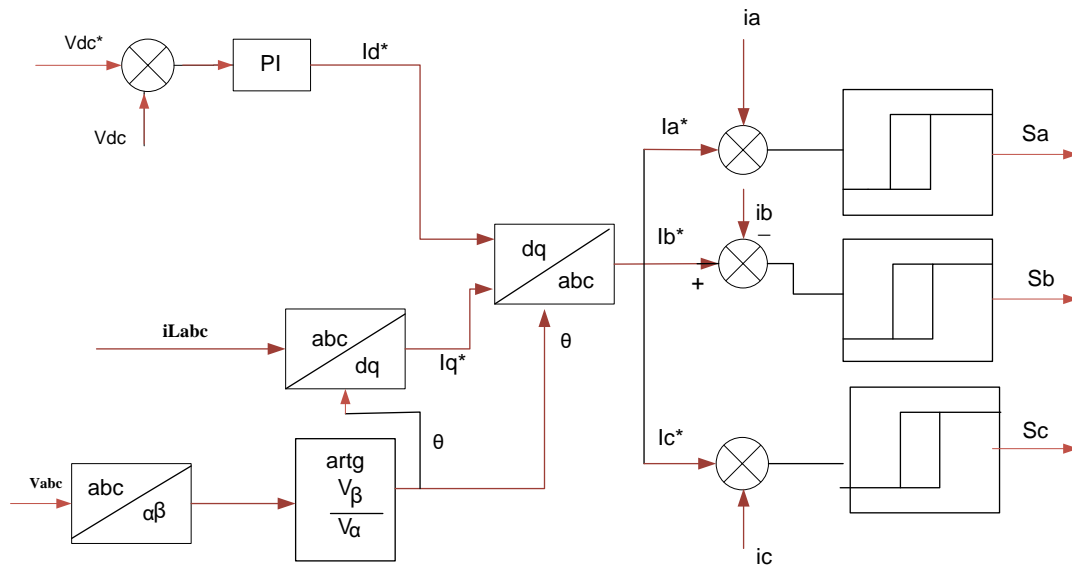 Vdc*
Vdc
PI
Id*
iLabc
abc
dq
Iq*
θ
Vabc
abc
αβ
artg
Vβ
Vα
dq
abc
θ
ia
Ia*
Sa
ib
−
Ib*
+
Sb
Ic*
ic
Sc